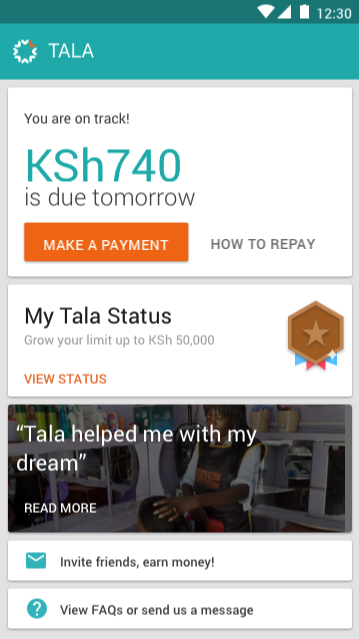 12:30
TALA
You are on track!
KSh740
is due tomorrow
MAKE A PAYMENT
HOW TO REPAY
My Tala Status
Grow your limit up to KSh 50,000
VIEW STATUS
“Tala helped me with my
dream”
READ MORE
Invite friends, earn money!
View FAQs or send us a message